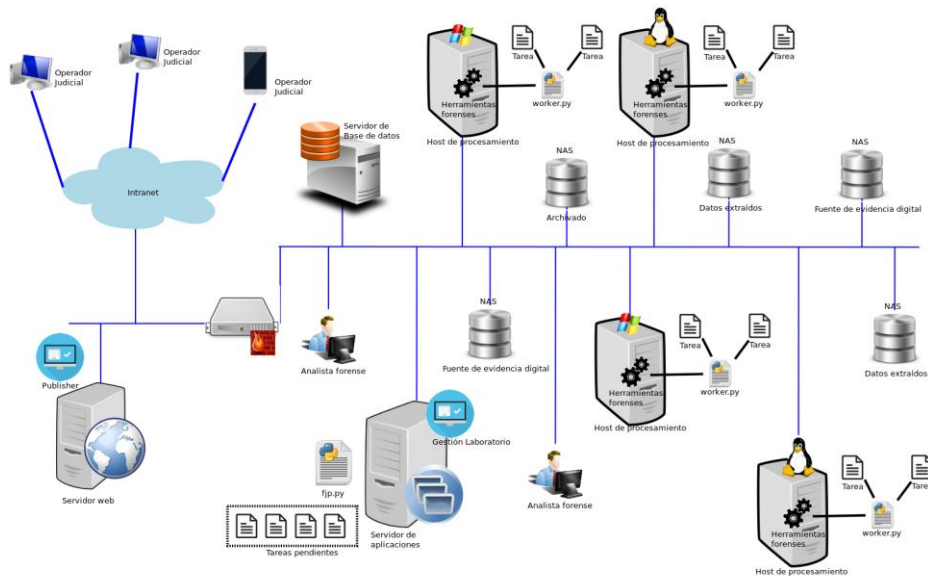 Operador
Judicial
Operador
Judicial
Operador
Judicial
Intranet
Servidor de
Base de datos
Herramientas
forenses
Host de procesamiento
Tarea
Tarea
worker.py
Herramientas
forenses
Host de procesamiento
Tarea
Tarea
worker.py
NAS
Archivado
NAS
Datos extraídos
NAS
Fuente de evidencia digital
Publisher
Servidor web
Analista forense
NAS
Fuente de evidencia digital
Gestión Laboratorio
fjp.py
Tareas pendientes
Servidor de
aplicaciones
Analista forense
Herramientas
forenses
Host de procesamiento
Tarea
Tarea
worker.py
NAS
Datos extraídos
Herramientas
forenses
Host de procesamiento
Tarea
Tarea
worker.py